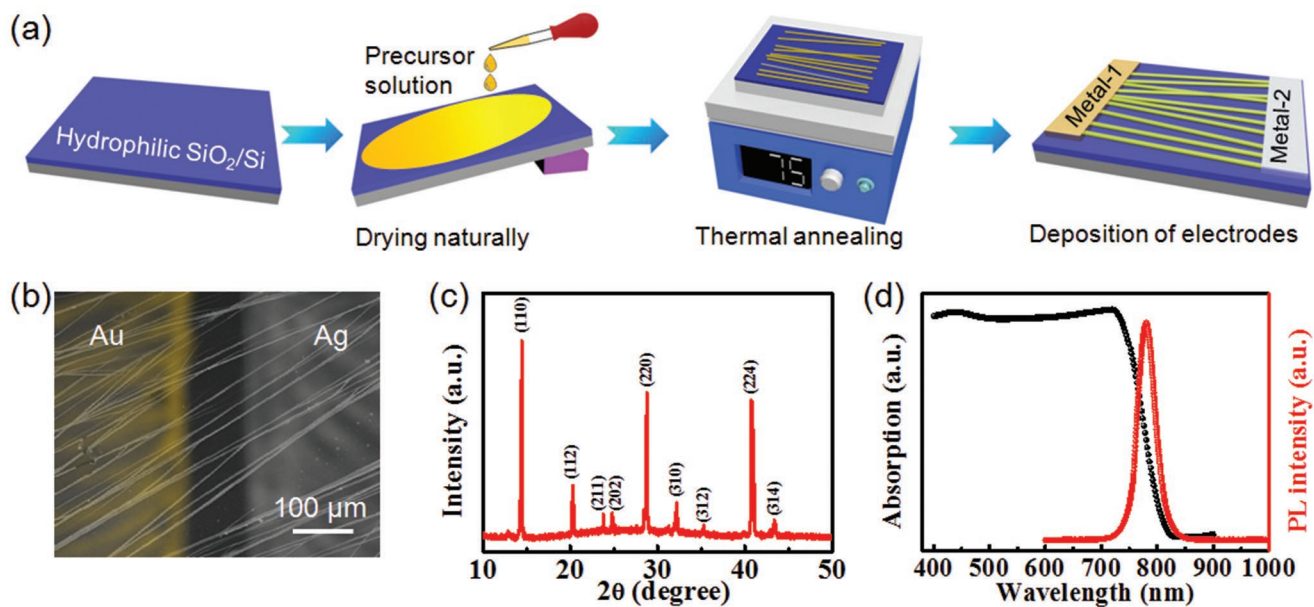 (a)
Precursor
solution
Hydrophilic SiO₂/Si
75
Metal-1
Metal-2
Drying naturally
Thermal annealing
Deposition of electrodes
(b)
Au
Ag
100 µm
(c)
Intensity (a.u.)
(110)
(112)
(211)
(202)
(220)
(310)
(312)
(224)
(314)
10 20 30 40 50
2θ (degree)
(d)
Absorption (a.u.)
PL intensity (a.u.)
400 500 600 700 800 900 1000
Wavelength (nm)